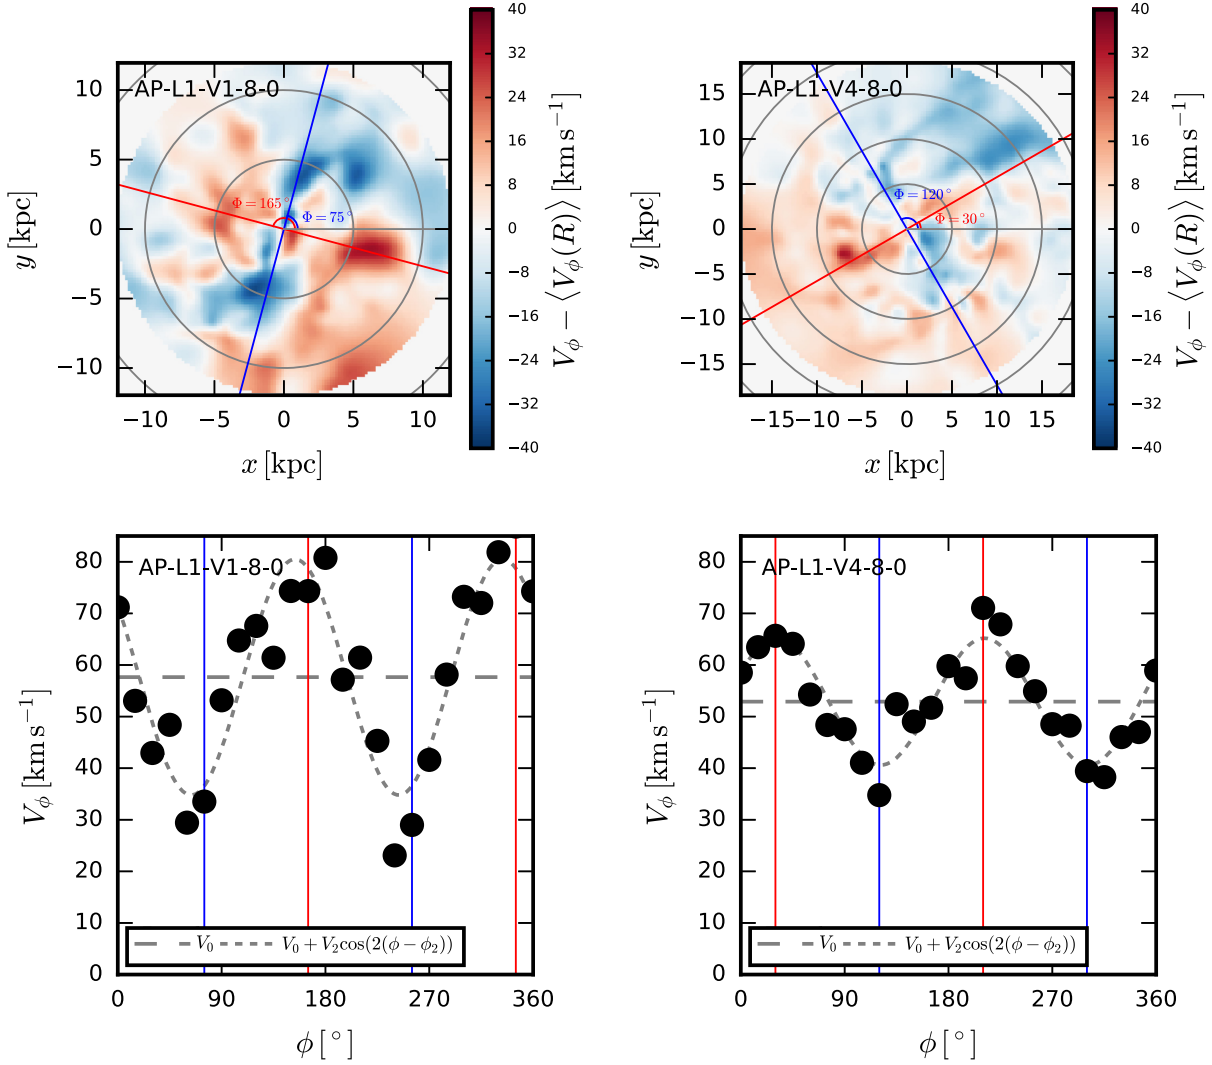 AP-L1-V1-8-0
Φ=165°
Φ=75°
10
5
0
−5
−10
−10 −5 0 5 10
x [kpc]
y [kpc]
40
32
24
16
8
0
−8
−16
−24
−32
−40
V_ϕ − ⟨V_ϕ(R)⟩ [km s⁻¹]
AP-L1-V4-8-0
Φ=120°
Φ=30°
15
10
5
0
−5
−10
−15
−15 −10 −5 0 5 10 15
x [kpc]
y [kpc]
40
32
24
16
8
0
−8
−16
−24
−32
−40
V_ϕ − ⟨V_ϕ(R)⟩ [km s⁻¹]
AP-L1-V1-8-0
80
70
60
50
40
30
20
10
0
V₀ V₀ + V₂cos(2(ϕ − ϕ₂))
0 90 180 270 360
ϕ [°]
V_ϕ [km s⁻¹]
AP-L1-V4-8-0
80
70
60
50
40
30
20
10
0
V₀ V₀ + V₂cos(2(ϕ − ϕ₂))
0 90 180 270 360
ϕ [°]
V_ϕ [km s⁻¹]